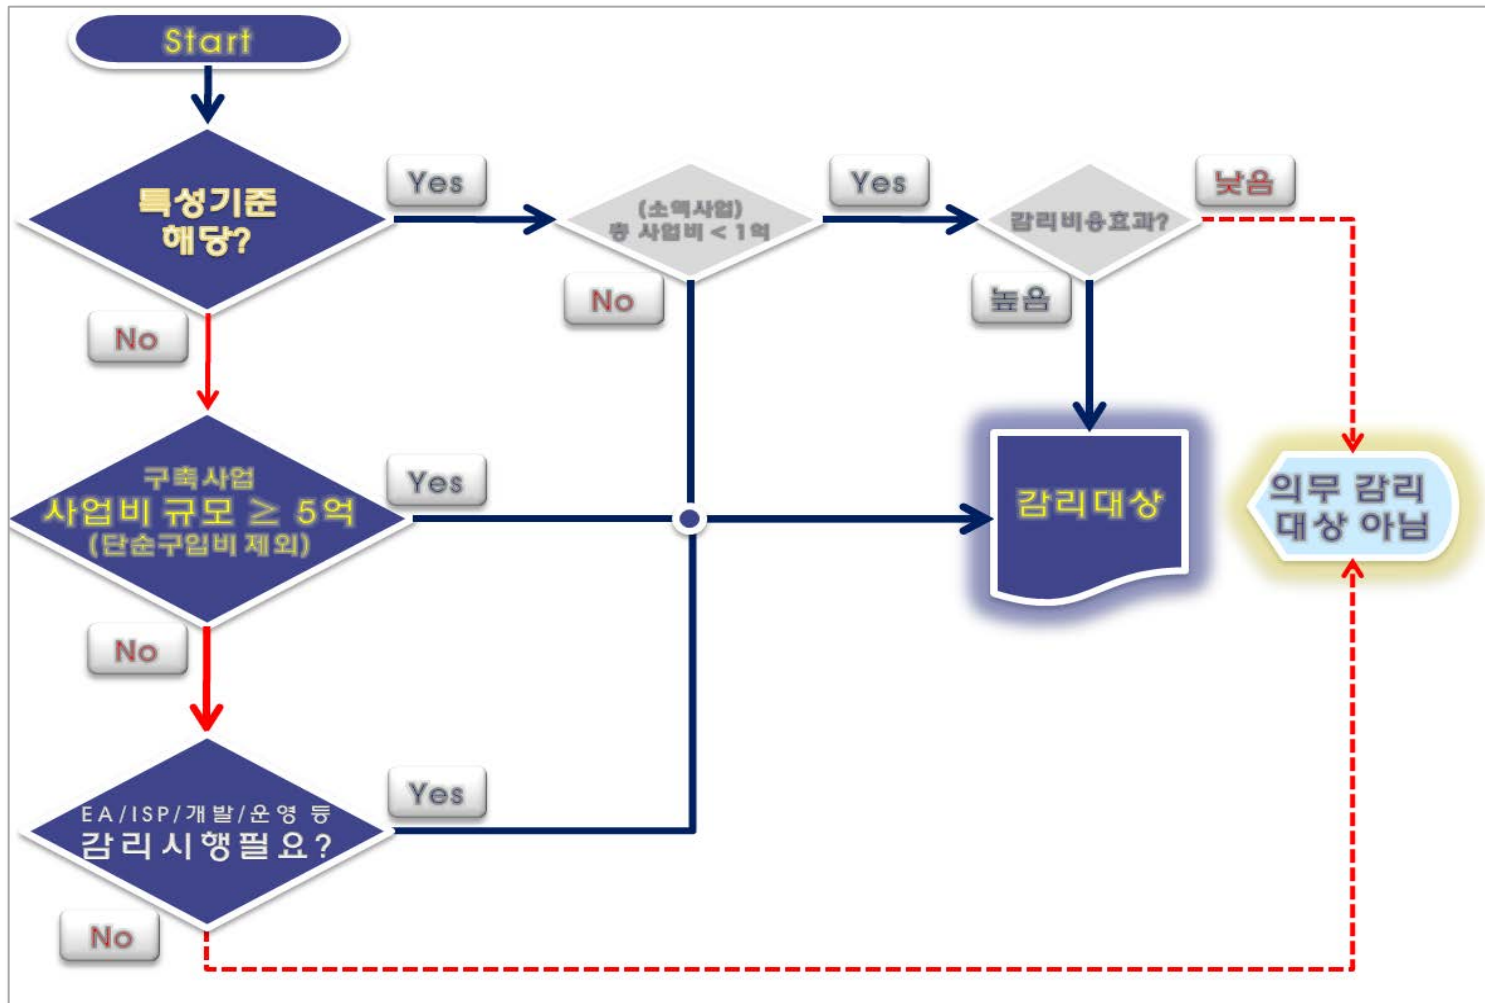 Start
특성기준
해당?
Yes
(소액사업)
총 사업비 < 1억
Yes
감리비용효과?
낮음
No
No
높음
구축사업
사업비 규모 ≥ 5억
(단순구입비 제외)
Yes
감리대상
의무 감리
대상 아님
No
EA/ISP/개발/운영 등
감리시행필요?
Yes
No